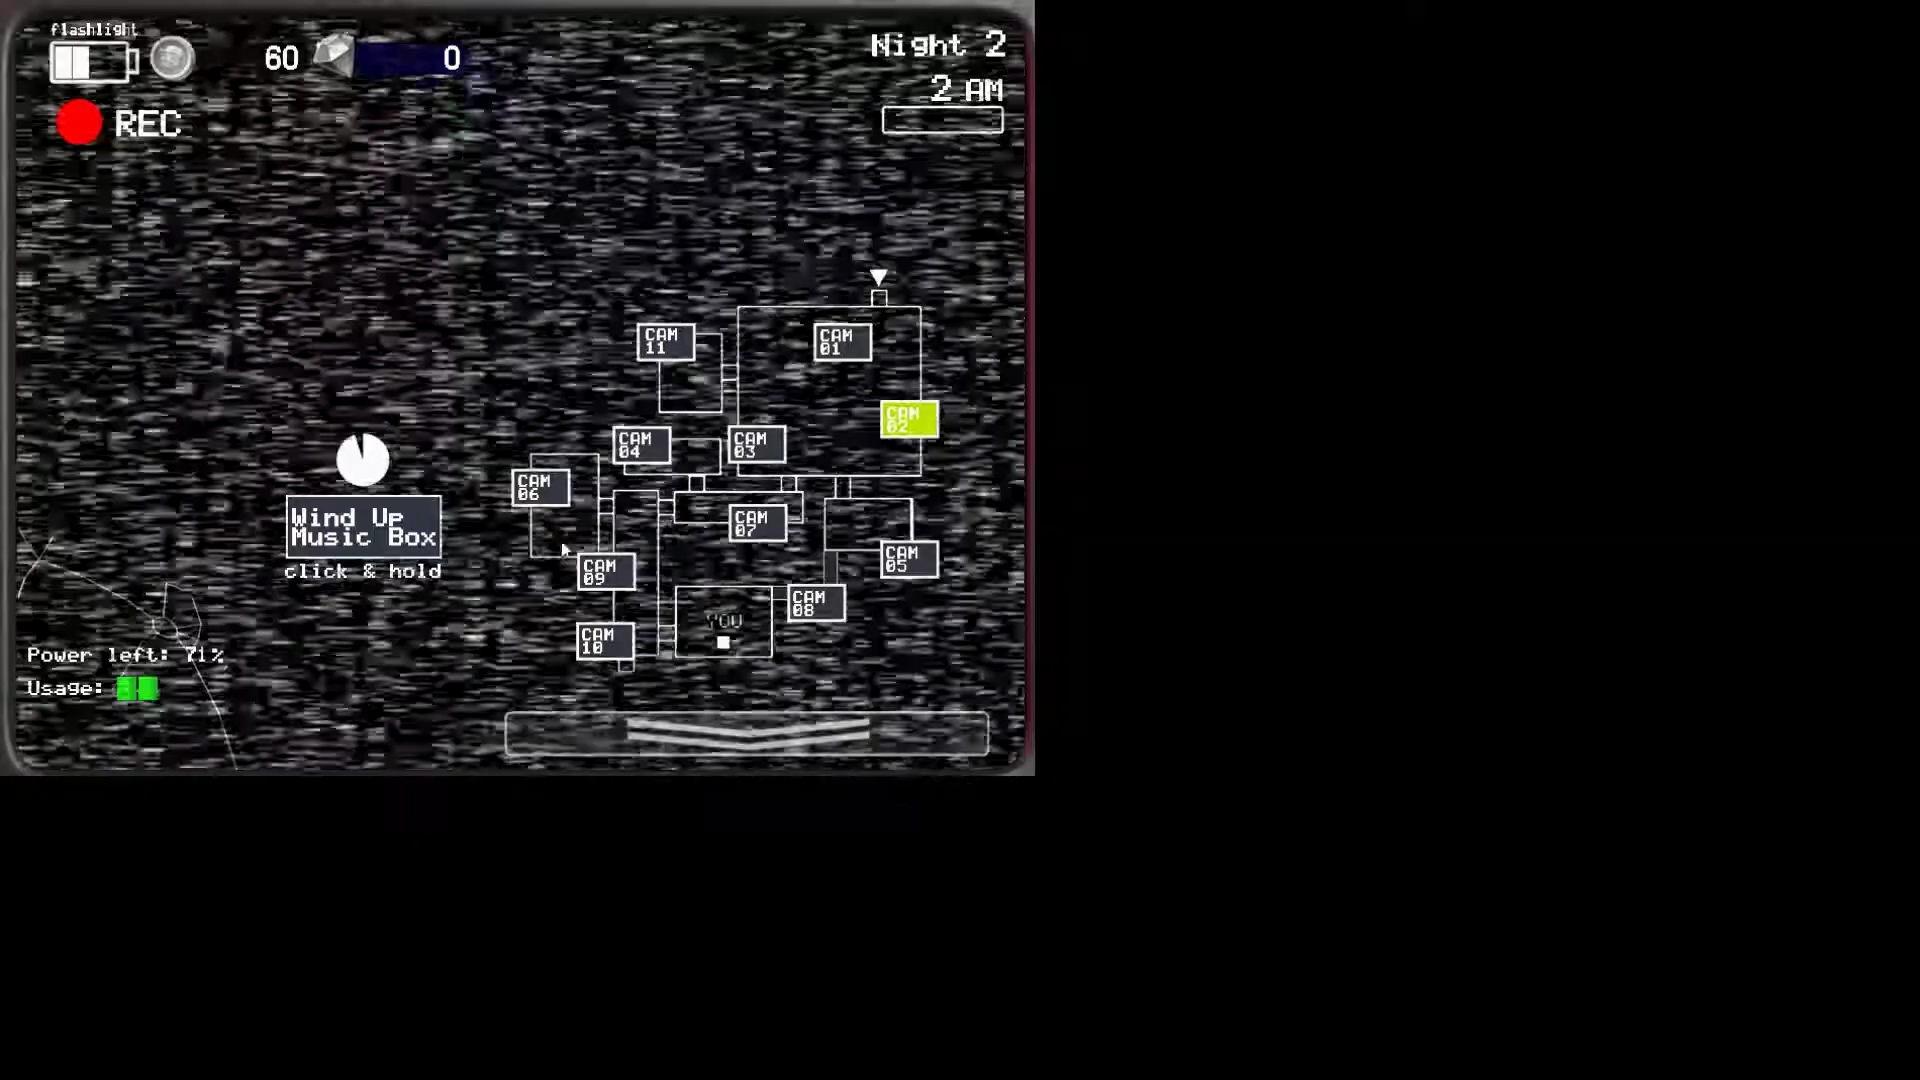 flashlight
60
0
Night 2
2 AM
REC
CAM
11
CAM
01
CAM
02
CAM
04
CAM
03
CAM
06
CAM
07
Wind Up
Music Box
click & hold
CAM
05
CAM
09
CAM
08
YOU
CAM
10
Power left: 71%
Usage: